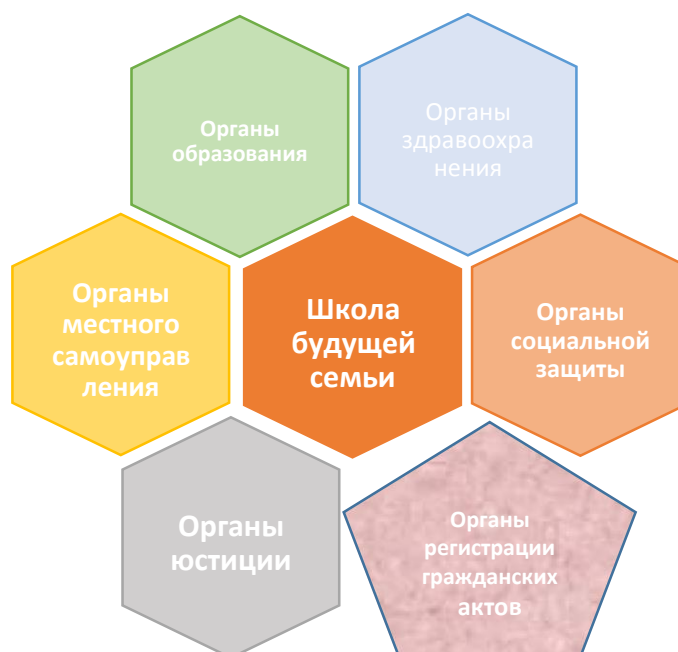 Органы
образования
Органы
здравоохра
нения
Органы
местного
самоуправ
ления
Школа
будущей
семьи
Органы
социальной
защиты
Органы
юстиции
Органы
регистрации
гражданских
актов